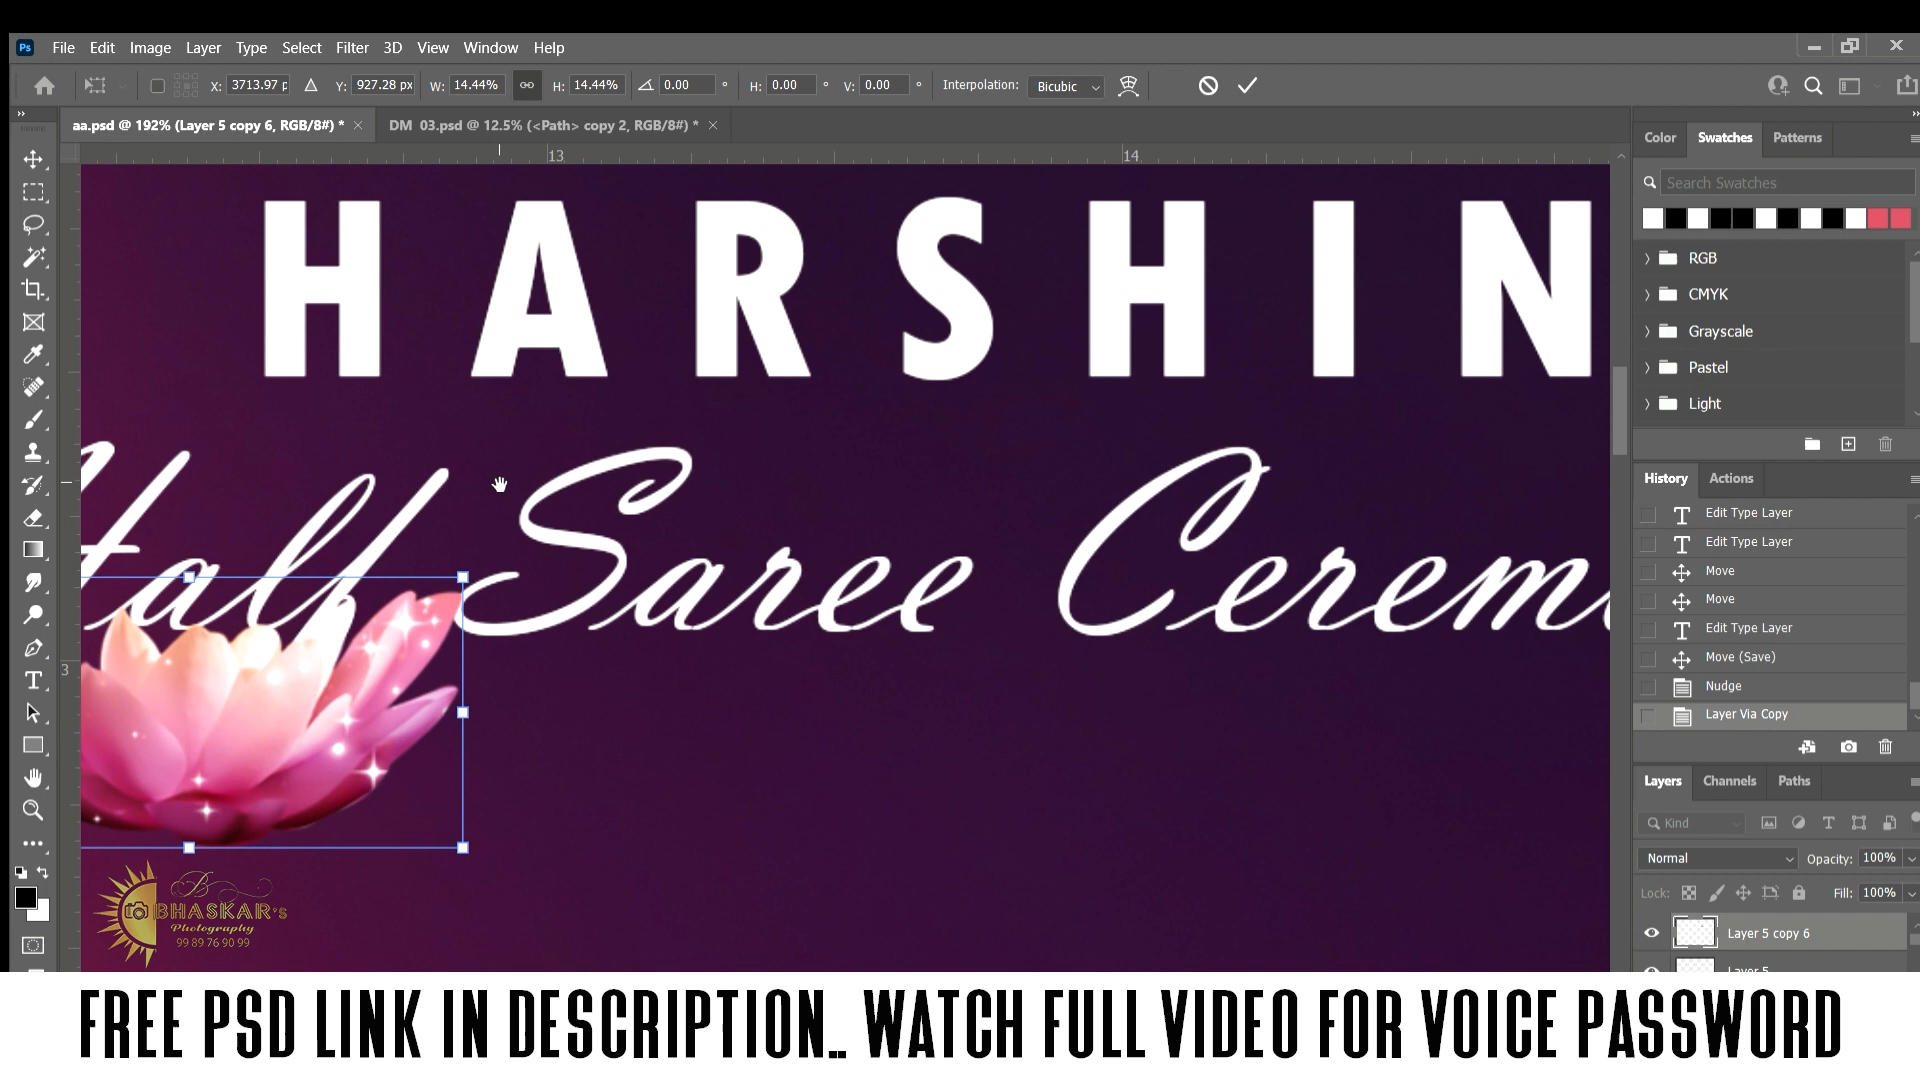 Ps File Edit Image Layer Type Select Filter 3D View Window Help
X: 3713.97 p Y: 927.28 px W: 14.44% H: 14.44% 0.00 ° H: 0.00 ° V: 0.00 ° Interpolation: Bicubic
aa.psd @ 192% (Layer 5 copy 6, RGB/8#) * × DM 03.psd @ 12.5% (<Path> copy 2, RGB/8#) * ×
13 14
3
Color Swatches Patterns
Search Swatches
RGB
CMYK
Grayscale
Pastel
Light
HARSHIN
Half Saree Cerem
BHASKAR's
Photography
99 89 76 90 99
History Actions
Edit Type Layer
Edit Type Layer
Move
Move
Edit Type Layer
Move (Save)
Nudge
Layer Via Copy
Layers Channels Paths
Kind
Normal Opacity: 100%
Lock: Fill: 100%
Layer 5 copy 6
Layer 5
FREE PSD LINK IN DESCRIPTION.. WATCH FULL VIDEO FOR VOICE PASSWORD